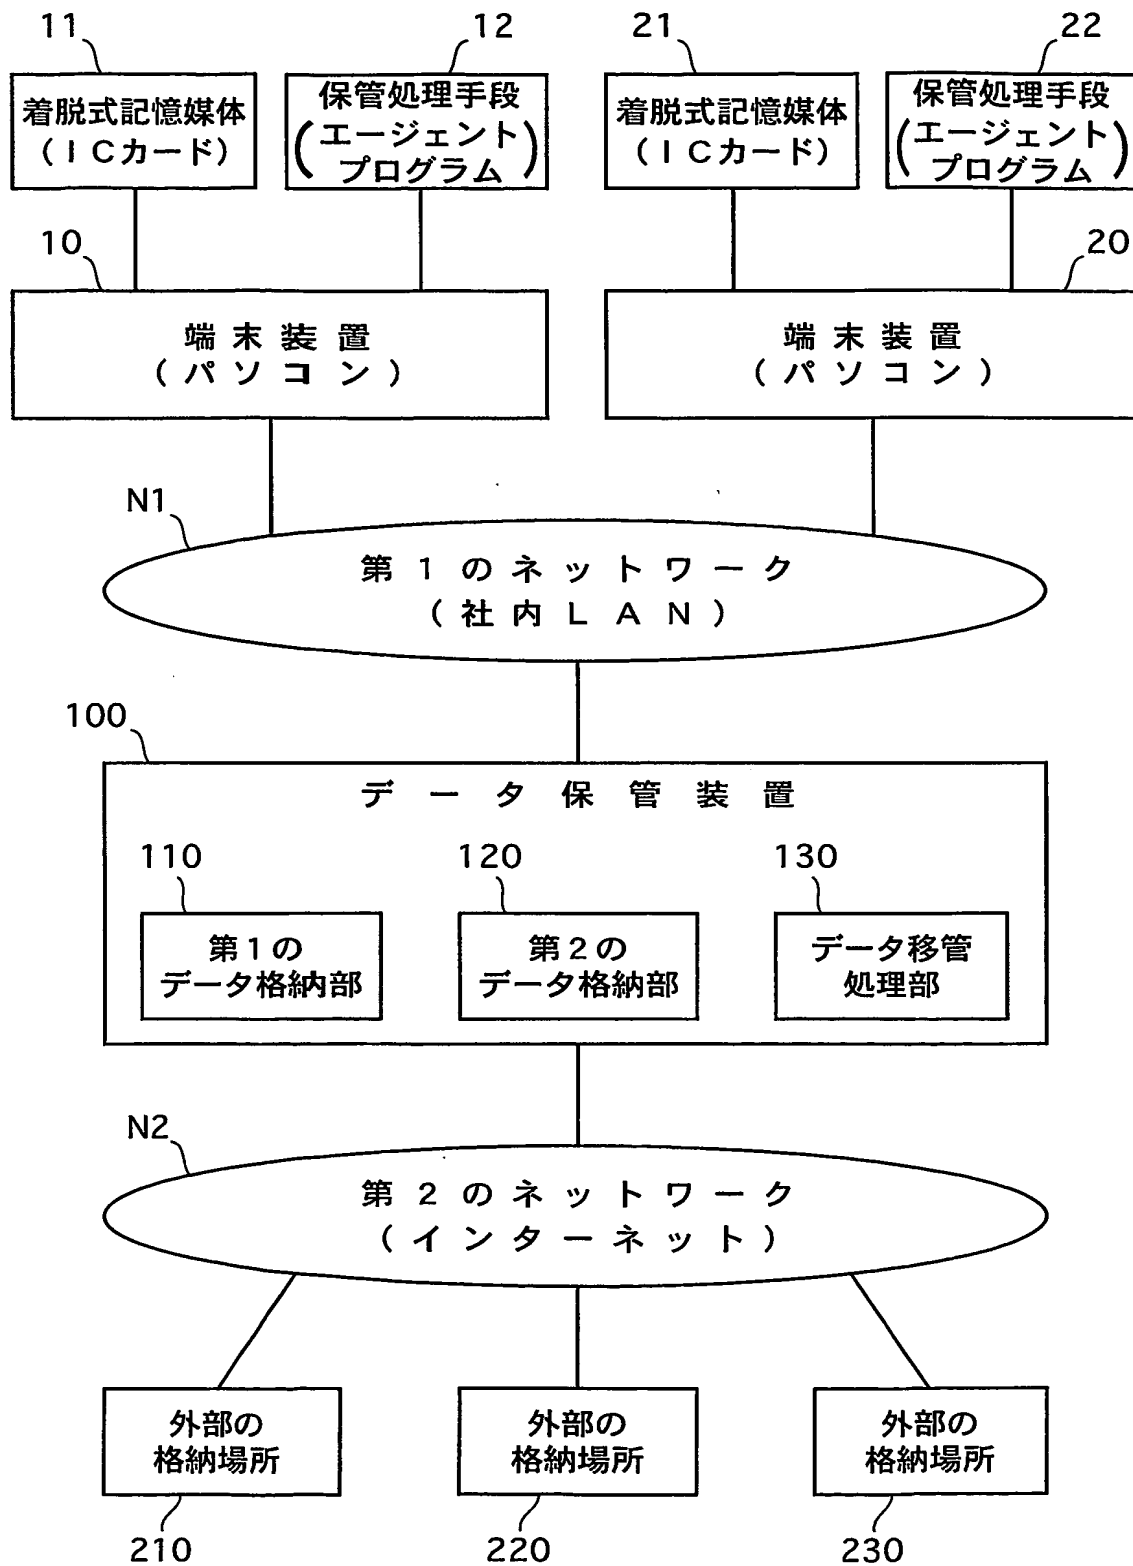 11
12
21
22
着脱式記憶媒体
(ICカード)
保管処理手段
(エージェント
プログラム)
着脱式記憶媒体
(ICカード)
保管処理手段
(エージェント
プログラム)
10
20
端末装置
(パソコン)
端末装置
(パソコン)
N1
第1のネットワーク
(社内LAN)
100
データ保管装置
110
120
130
第1の
データ格納部
第2の
データ格納部
データ移管
処理部
N2
第2のネットワーク
(インターネット)
外部の
格納場所
外部の
格納場所
外部の
格納場所
210
220
230